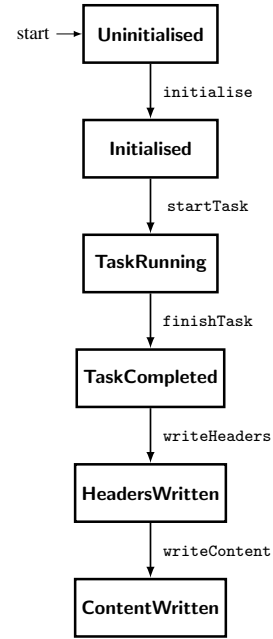 start
Uninitialised
initialise
Initialised
startTask
TaskRunning
finishTask
TaskCompleted
writeHeaders
HeadersWritten
writeContent
ContentWritten